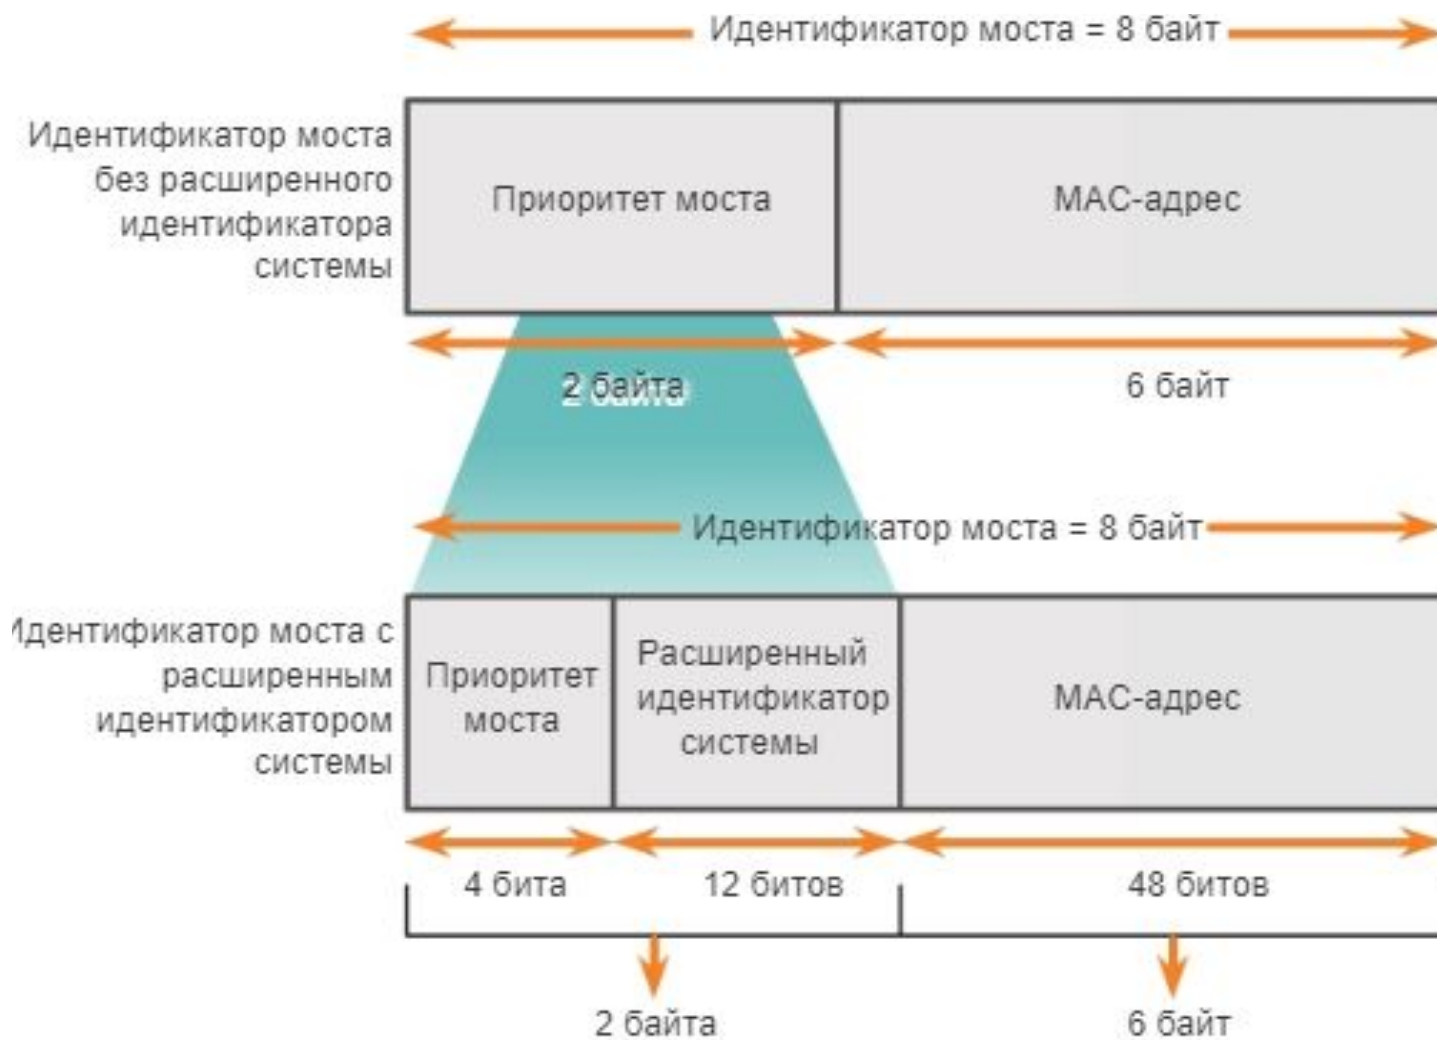 Идентификатор моста = 8 байт
Идентификатор моста
без расширенного
идентификатора
системы
Приоритет моста
MAC-адрес
2 байта
6 байт
Идентификатор моста = 8 байт
Идентификатор моста с
расширенным
идентификатором
системы
Приоритет
моста
Расширенный
идентификатор
системы
MAC-адрес
4 бита
12 битов
48 битов
2 байта
6 байт